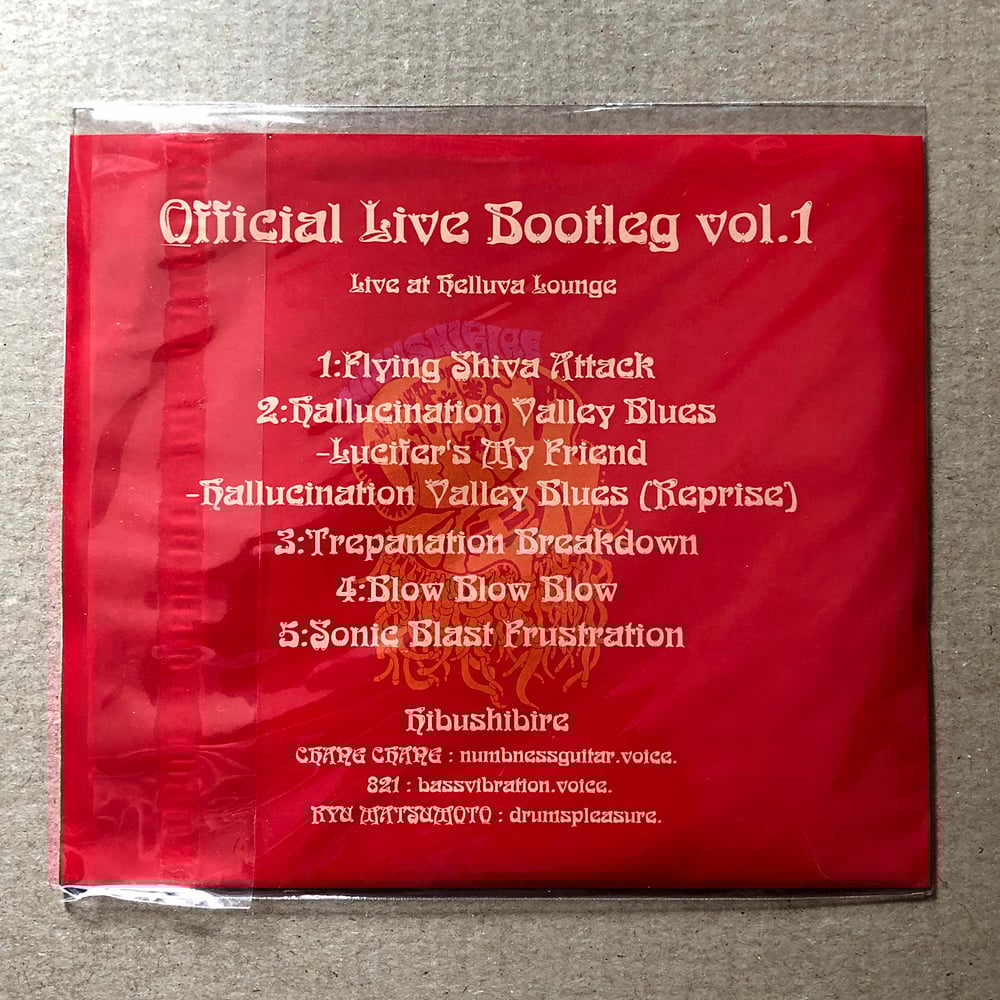 Official Live Bootleg vol.1
Live at Helluva Lounge
1:Flying Shiva Attack
2:Hallucination Valley Blues
-Lucifer's My Friend
-Hallucination Valley Blues (Reprise)
3:Trepanation Breakdown
4:Blow Blow Blow
5:Sonic Blast Frustration
Hibushibire
CHANG CHANG : numbnessguitar.voice.
821 : bassvibration.voice.
RYU MATSUMOTO : drumspleasure.